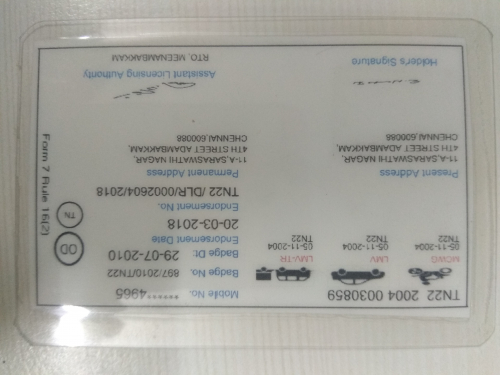 TN22 2004 0030859
MCWG LMV LMV-TR
05-11-2004 05-11-2004 05-11-2004
TN22 TN22 TN22
Present Address
11-A,SARASWATHI NAGAR,
4TH STREET ADAMBAKKAM,
CHENNAI,600088
Holder's Signature
Mobile No. ******4965
Badge No. 897/2010/TN22
Badge Dt: 29-07-2010
Endorsement Date
20-03-2018
Endorsement No.
TN22 /DLR/0002604/2018
Permanent Address
11-A,SARASWATHI NAGAR,
4TH STREET ADAMBAKKAM,
CHENNAI,600088
Assistant Licensing Authority
RTO, MEENAMBAKKAM
OD
TN
Form 7 Rule 16(2)